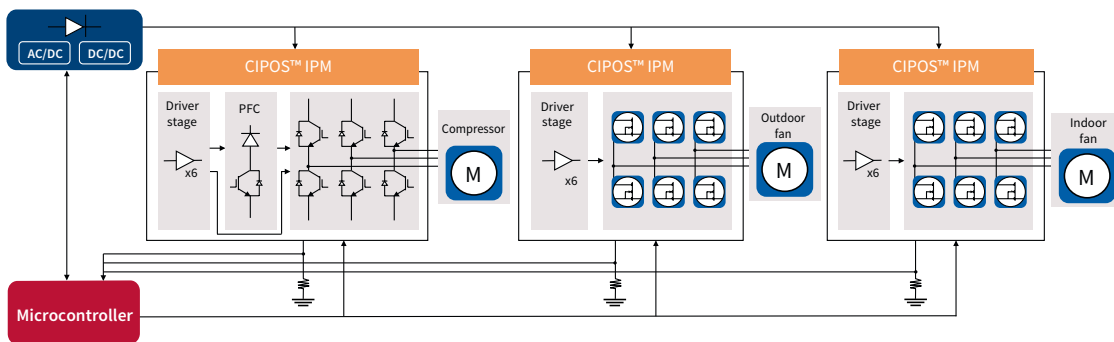 AC/DC
DC/DC
CIPOS™ IPM
Driver
stage
x6
PFC
Compressor
M
CIPOS™ IPM
Driver
stage
x6
Outdoor
fan
M
CIPOS™ IPM
Driver
stage
x6
Indoor
fan
M
Microcontroller